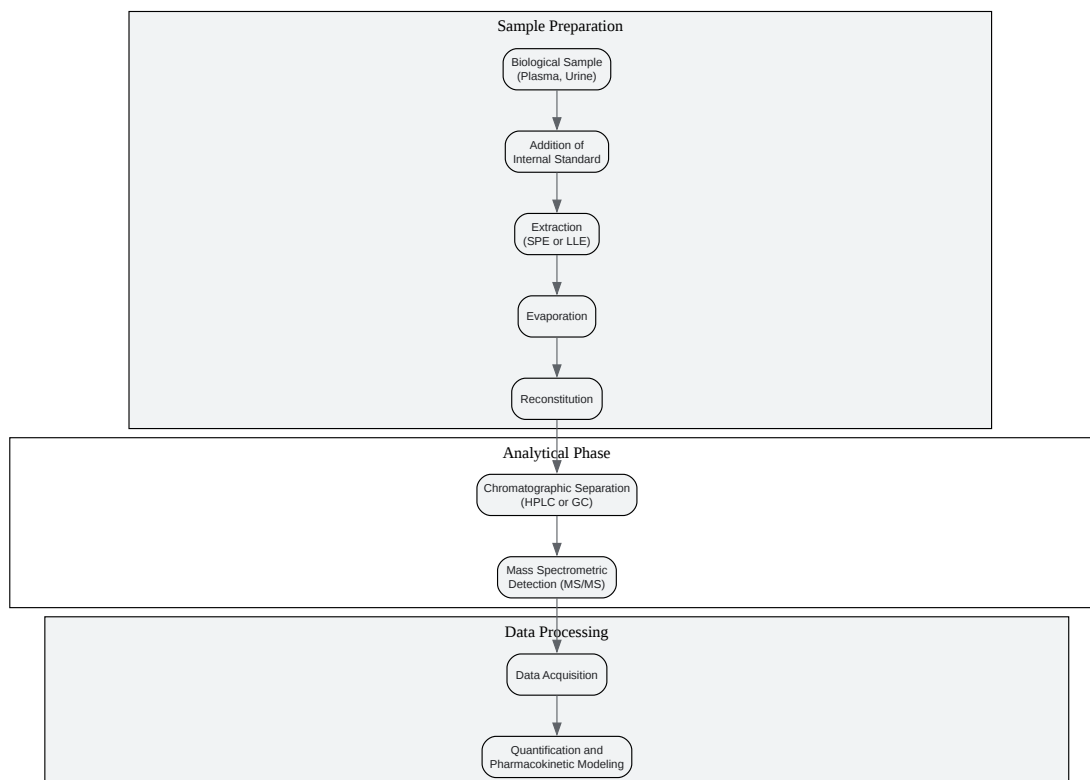 Sample Preparation
Biological Sample
(Plasma, Urine)
Addition of
Internal Standard
Extraction
(SPE or LLE)
Evaporation
Reconstitution
Analytical Phase
Chromatographic Separation
(HPLC or GC)
Mass Spectrometric
Detection (MS/MS)
Data Processing
Data Acquisition
Quantification and
Pharmacokinetic Modeling